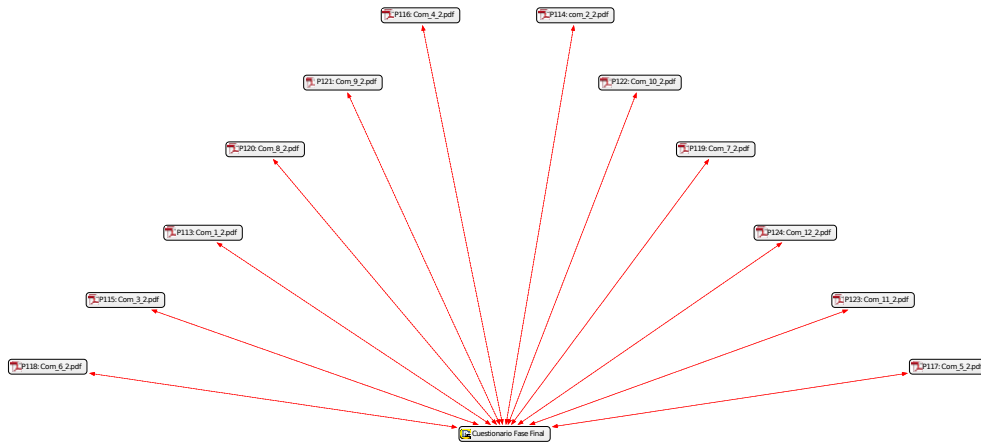 P116: Com_4_2.pdf
P114: com_2_2.pdf
P121: Com_9_2.pdf
P122: Com_10_2.pdf
P120: Com_8_2.pdf
P119: Com_7_2.pdf
P113: Com_1_2.pdf
P124: Com_12_2.pdf
P115: Com_3_2.pdf
P123: Com_11_2.pdf
P118: Com_6_2.pdf
P117: Com_5_2.pdf
Cuestionario Fase Final